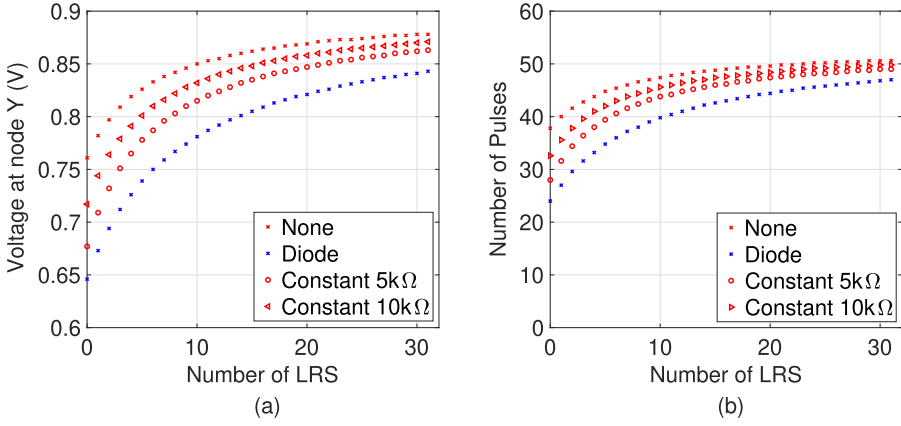 0.9
0.85
0.8
0.75
0.7
0.65
0.6
Voltage at node Y (V)
0
10
20
30
Number of LRS
None
Diode
Constant 5kΩ
Constant 10kΩ
(a)
60
50
40
30
20
10
0
Number of Pulses
0
10
20
30
Number of LRS
None
Diode
Constant 5kΩ
Constant 10kΩ
(b)